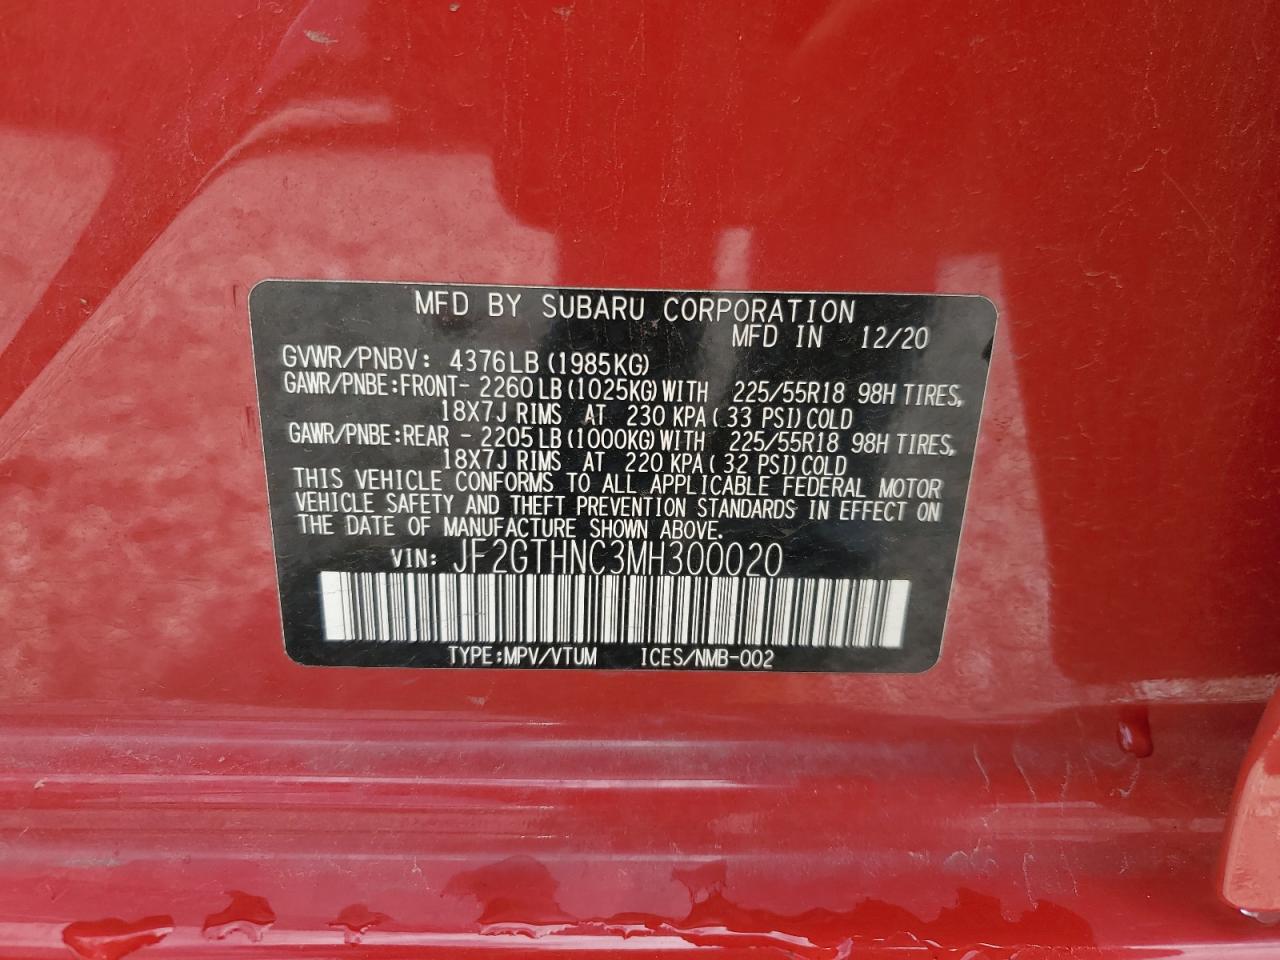 MFD BY SUBARU CORPORATION
MFD IN 12/20
GVWR/PNBV: 4376LB (1985KG)
GAWR/PNBE:FRONT- 2260LB (1025KG) WITH 225/55R18 98H TIRES,
18X7J RIMS AT 230 KPA ( 33 PSI) COLD
GAWR/PNBE:REAR - 2205LB (1000KG) WITH 225/55R18 98H TIRES,
18X7J RIMS AT 220 KPA ( 32 PSI) COLD
THIS VEHICLE CONFORMS TO ALL APPLICABLE FEDERAL MOTOR
VEHICLE SAFETY AND THEFT PREVENTION STANDARDS IN EFFECT ON
THE DATE OF MANUFACTURE SHOWN ABOVE.
VIN: JF2GTHNC3MH300020
TYPE:MPV/VTUM ICES/NMB-002